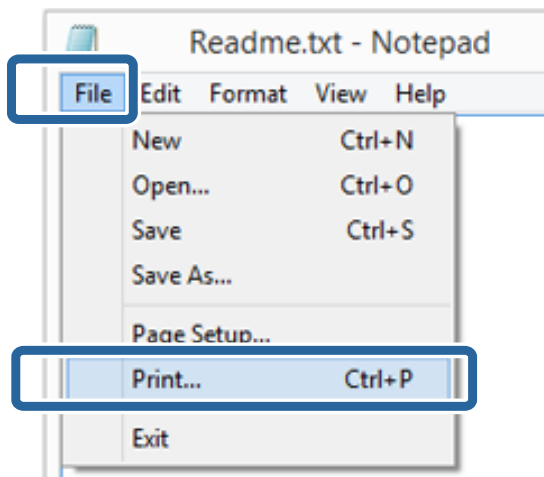 Readme.txt - Notepad
File Edit Format View Help
New Ctrl+N
Open... Ctrl+O
Save Ctrl+S
Save As...
Page Setup...
Print... Ctrl+P
Exit